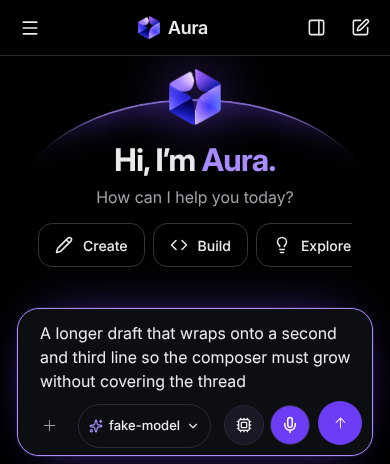 Aura
Hi, I’m Aura.
How can I help you today?
Create
Build
Explore
A longer draft that wraps onto a second
and third line so the composer must grow
without covering the thread
fake-model